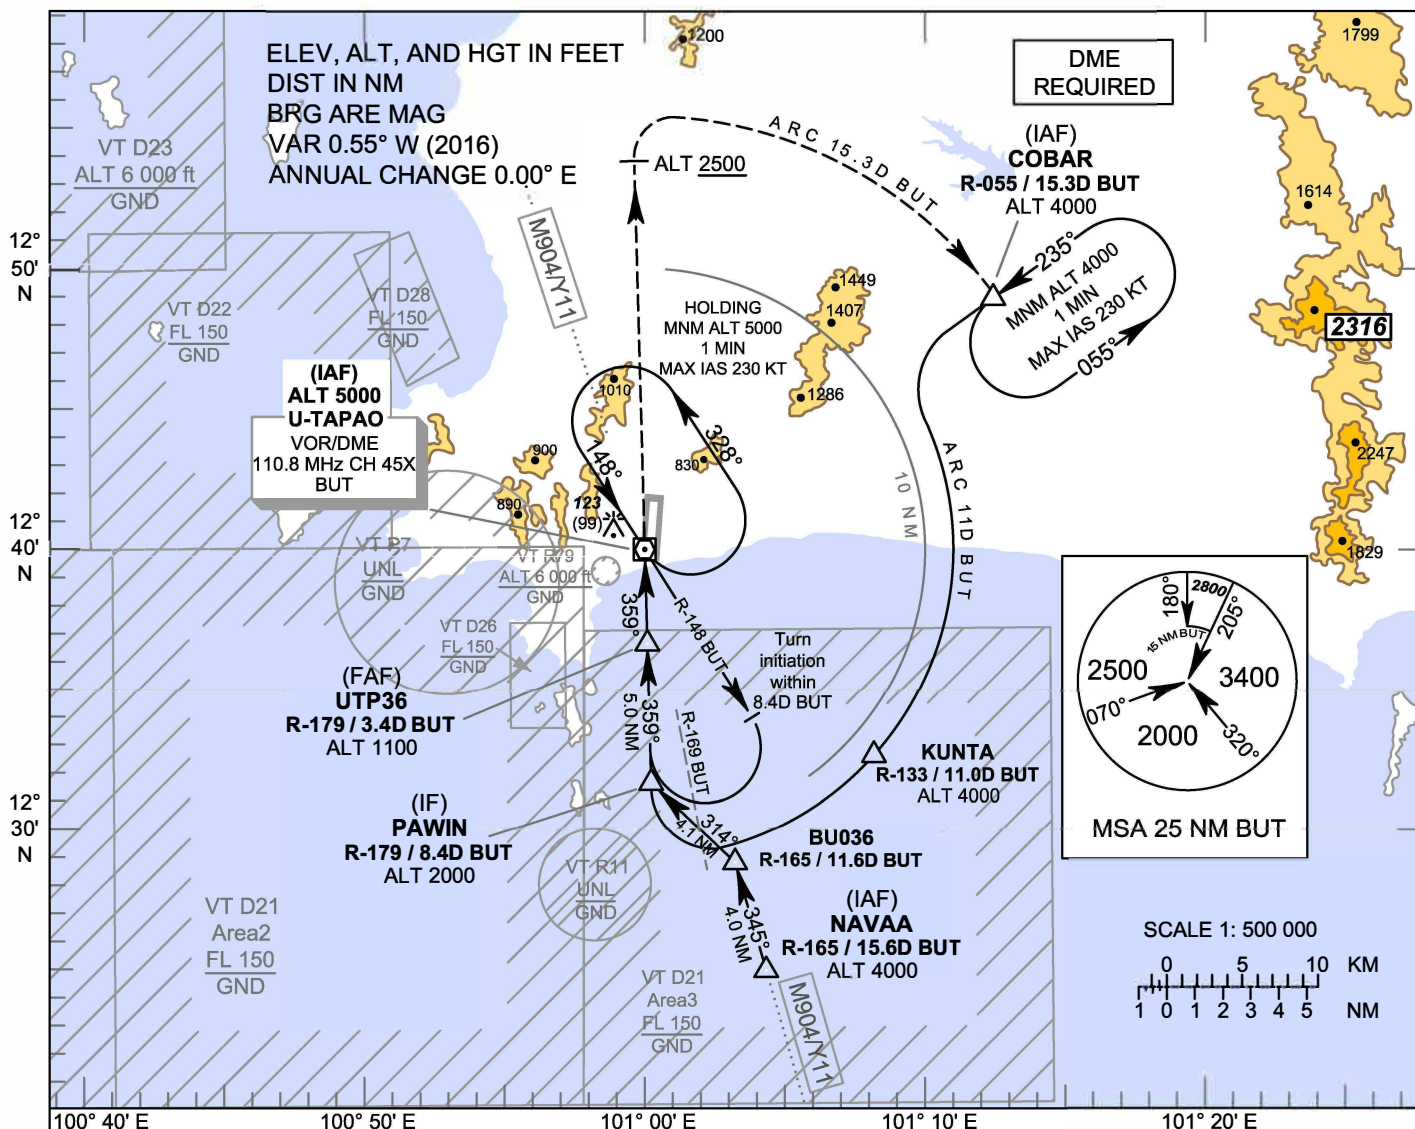 ELEV, ALT, AND HGT IN FEET
DIST IN NM
BRG ARE MAG
VAR 0.55° W (2016)
ANNUAL CHANGE 0.00° E
DME
REQUIRED
1200
1799
VT D23
ALT 6 000 ft
GND
ALT 2500
ARC 15.3D BUT
(IAF)
COBAR
R-055 / 15.3D BUT
ALT 4000
1614
12°
50'
N
M904/Y11
235°
MNM ALT 4000
1 MIN
MAX IAS 230 KT
055°
VT D22
FL 150
GND
VT D28
FL 150
GND
HOLDING
MNM ALT 5000
1 MIN
MAX IAS 230 KT
1449
1407
1286
2316
(IAF)
ALT 5000
U-TAPAO
VOR/DME
110.8 MHz CH 45X
BUT
1010
328°
148°
830
900
890
123
(99)
10 NM
ARC 11D BUT
2247
1829
12°
40'
N
VT R7
UNL
GND
VT R79
ALT 6 000 ft
GND
VT D26
FL 150
GND
359°
R-148 BUT
Turn
initiation
within
8.4D BUT
(FAF)
UTP36
R-179 / 3.4D BUT
ALT 1100
359°
5.0 NM
R-169 BUT
KUNTA
R-133 / 11.0D BUT
ALT 4000
180°
2800
205°
15 NM BUT
2500
3400
070°
2000
320°
MSA 25 NM BUT
12°
30'
N
(IF)
PAWIN
R-179 / 8.4D BUT
ALT 2000
314°
4.1 NM
BU036
R-165 / 11.6D BUT
VT R11
UNL
GND
(IAF)
NAVAA
R-165 / 15.6D BUT
ALT 4000
345°
4.0 NM
VT D21
Area2
FL 150
GND
VT D21
Area3
FL 150
GND
M904/Y11
SCALE 1: 500 000
0 5 10 KM
1 0 1 2 3 4 5 NM
100° 40' E 100° 50' E 101° 00' E 101° 10' E 101° 20' E